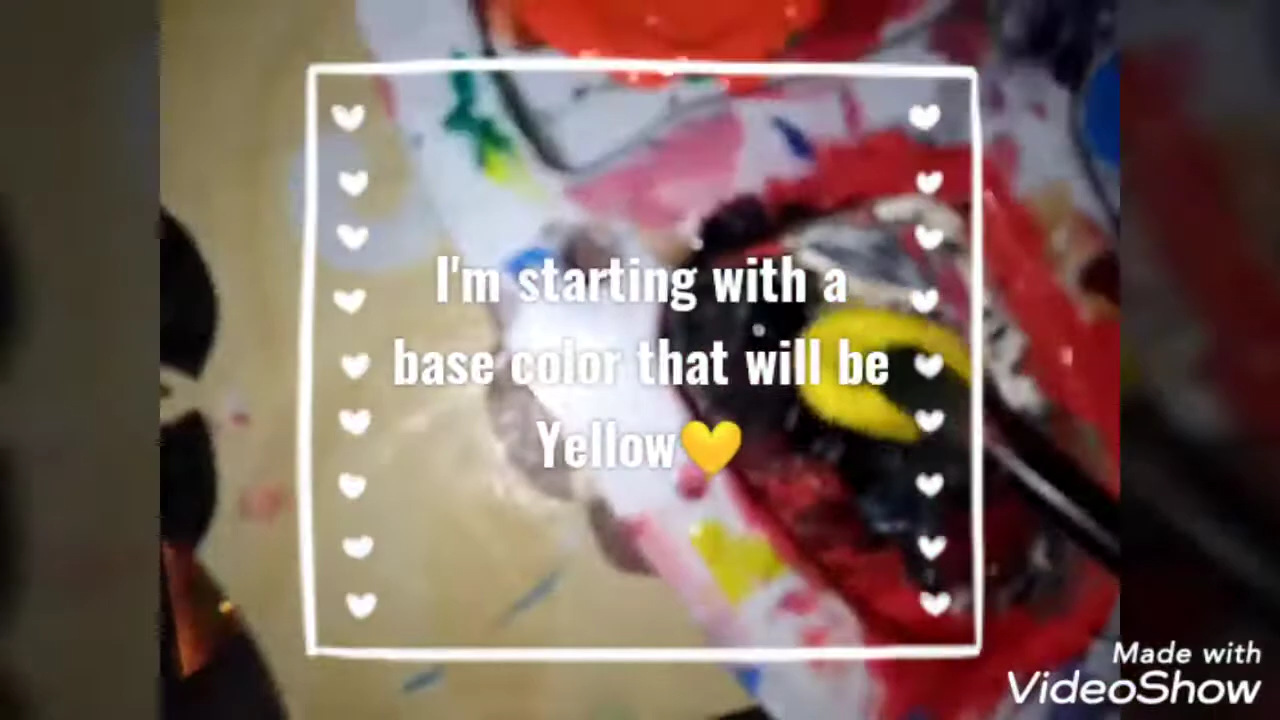 I'm starting with a
base color that will be
Yellow💛
Made with
VideoShow